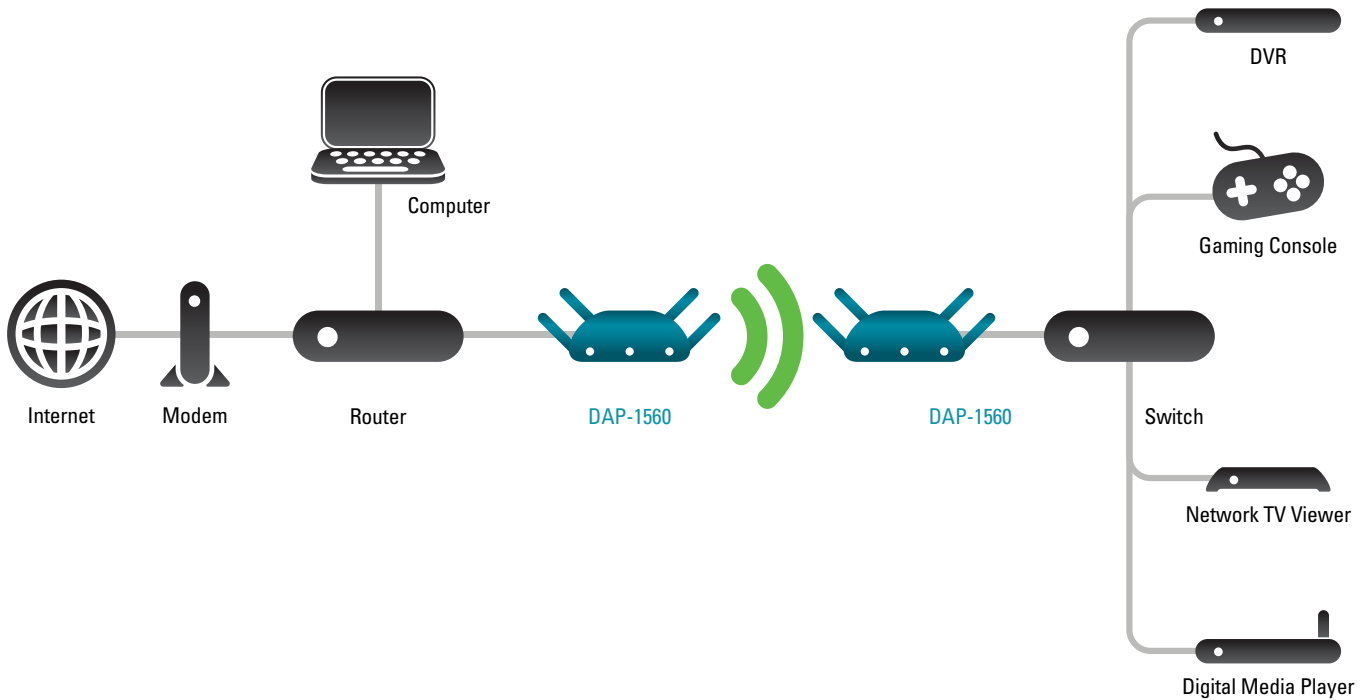 DVR
Computer
Gaming Console
Internet
Modem
Router
DAP-1560
DAP-1560
Switch
Network TV Viewer
Digital Media Player